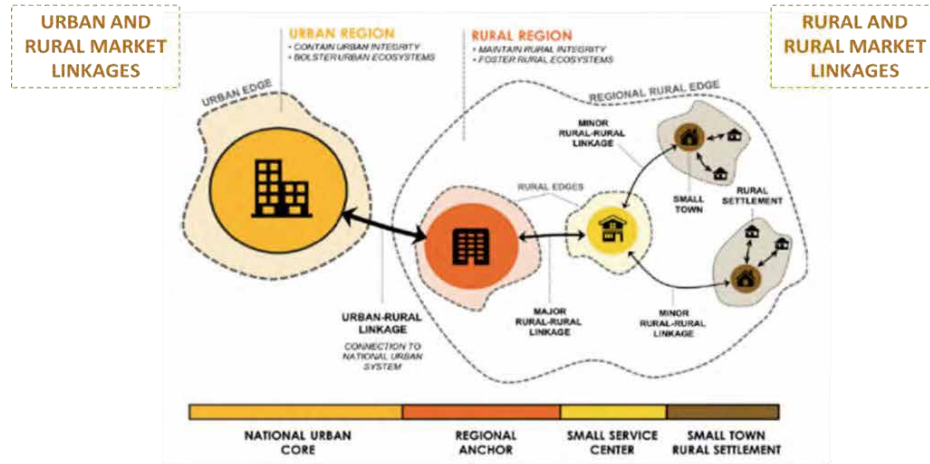 URBAN AND
RURAL MARKET
LINKAGES
URBAN REGION
• CONTAIN URBAN INTEGRITY
• BOLSTER URBAN ECOSYSTEMS
RURAL REGION
• MAINTAIN RURAL INTEGRITY
• FOSTER RURAL ECOSYSTEMS
RURAL AND
RURAL MARKET
LINKAGES
URBAN EDGE
REGIONAL RURAL EDGE
MINOR
RURAL-RURAL
LINKAGE
RURAL EDGES
SMALL
TOWN
RURAL
SETTLEMENT
URBAN-RURAL
LINKAGE
CONNECTION TO
NATIONAL URBAN
SYSTEM
MAJOR
RURAL-RURAL
LINKAGE
MINOR
RURAL-RURAL
LINKAGE
NATIONAL URBAN
CORE
REGIONAL
ANCHOR
SMALL SERVICE
CENTER
SMALL TOWN
RURAL SETTLEMENT